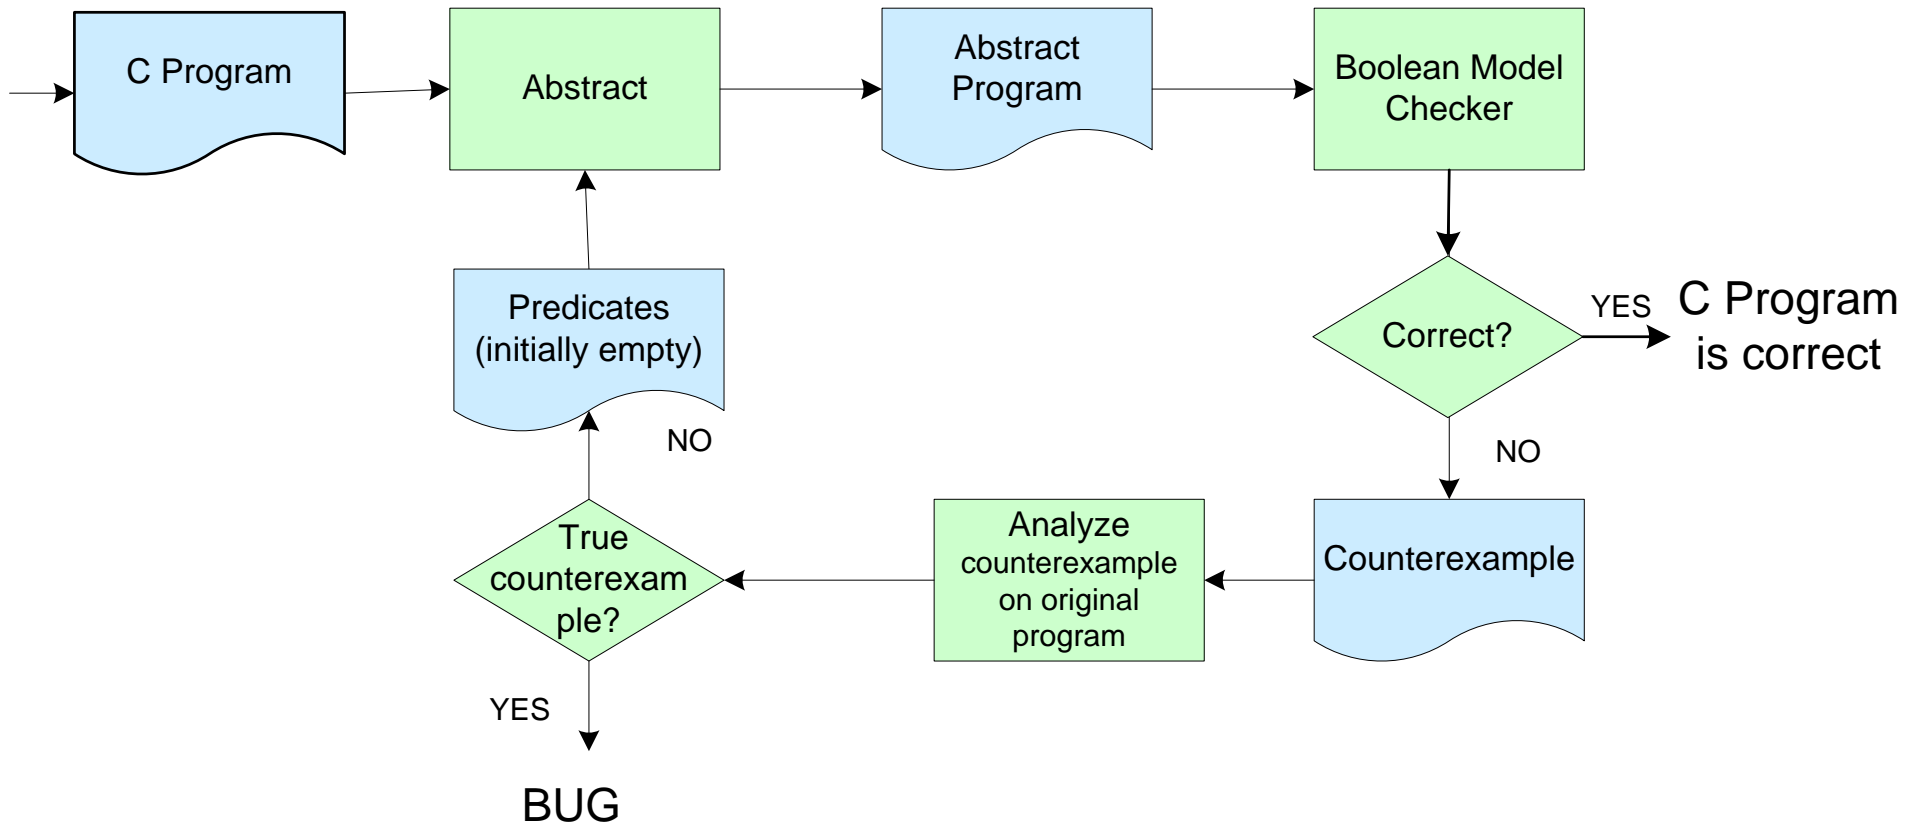 C Program
Abstract
Abstract
Program
Boolean Model
Checker
Predicates
(initially empty)
Correct?
YES
C Program
is correct
NO
NO
True
counterexam
ple?
Analyze
counterexample
on original
program
Counterexample
YES
BUG